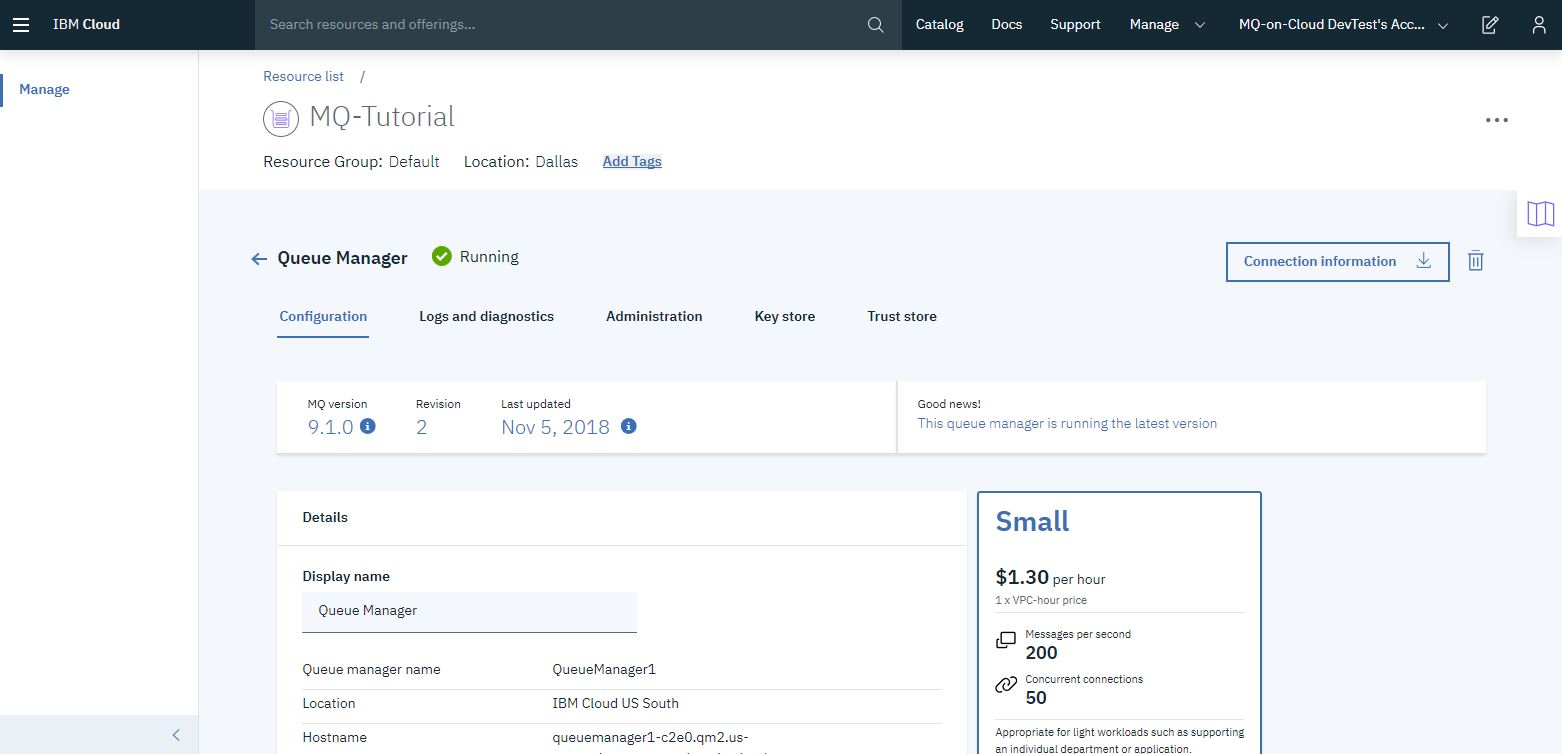 IBM Cloud
Search resources and offerings...
Catalog
Docs
Support
Manage
MQ-on-Cloud DevTest's Acc...
Manage
Resource list /
MQ-Tutorial
Resource Group: Default
Location: Dallas
Add Tags
Queue Manager
Running
Connection information
Configuration
Logs and diagnostics
Administration
Key store
Trust store
MQ version
9.1.0
Revision
2
Last updated
Nov 5, 2018
Good news!
This queue manager is running the latest version
Details
Display name
Queue Manager
Queue manager name
QueueManager1
Location
IBM Cloud US South
Hostname
queuemanager1-c2e0.qm2.us-
Small
$1.30 per hour
1 x VPC-hour price
Messages per second
200
Concurrent connections
50
Appropriate for light workloads such as supporting
an individual department or application.